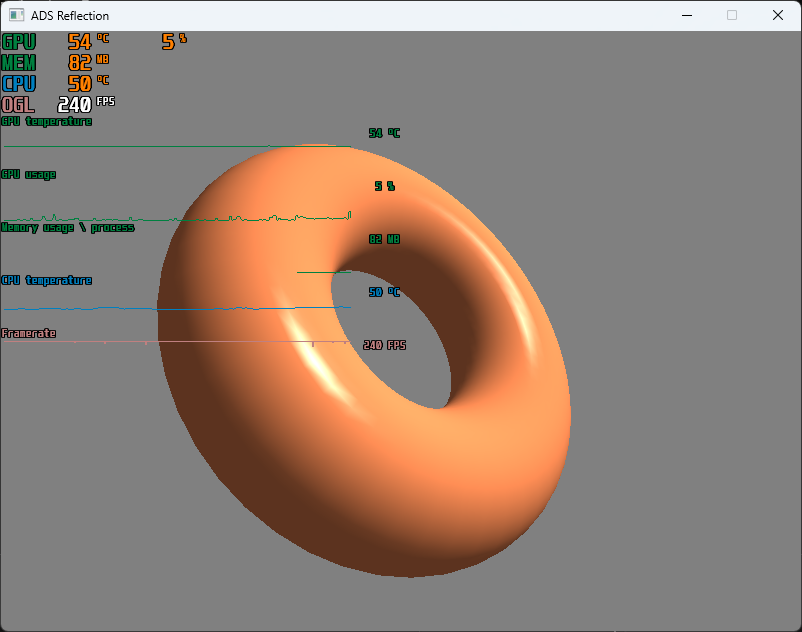 ADS Reflection
GPU 54 °C 5 %
MEM 82 MB
CPU 50 °C
OGL 240 FPS
GPU temperature
54 °C
GPU usage
5 %
Memory usage \ process
82 MB
CPU temperature
50 °C
Framerate
240 FPS